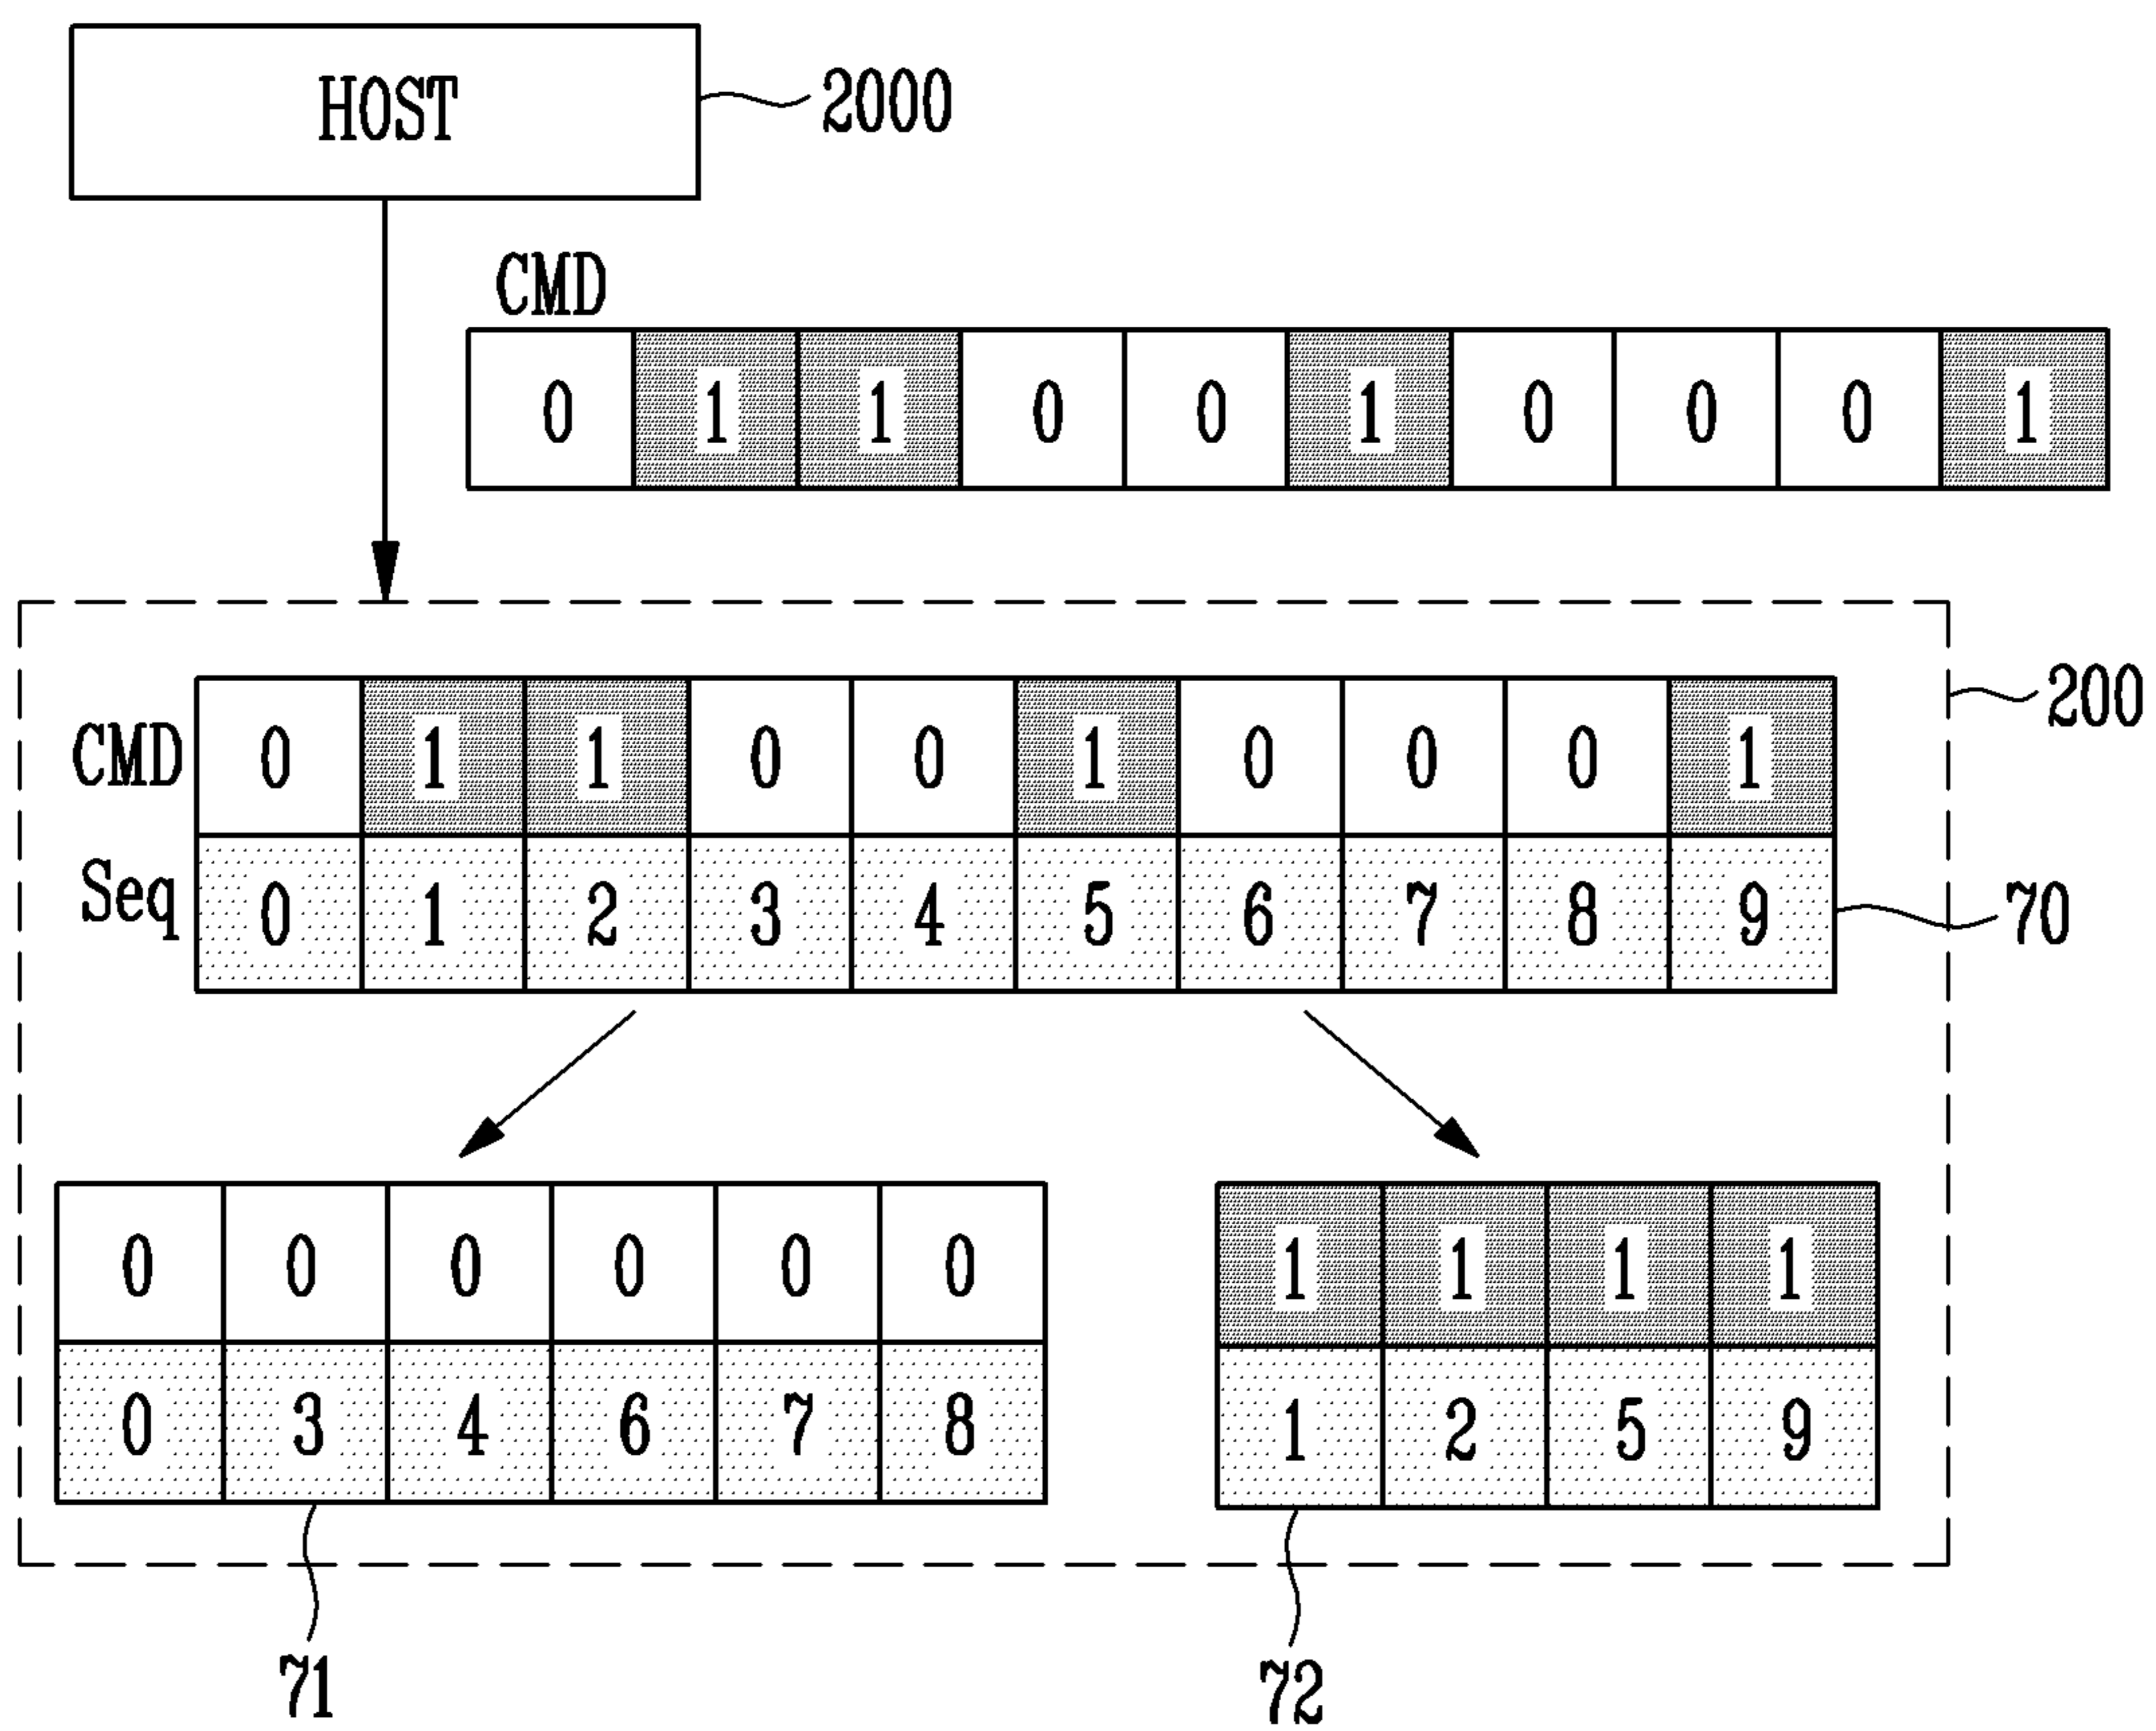 HOST
2000
CMD
0 1 1 0 0 1 0 0 0 1
200
CMD 0 1 1 0 0 1 0 0 0 1
Seq 0 1 2 3 4 5 6 7 8 9
70
0 0 0 0 0 0
0 3 4 6 7 8
1 1 1 1
1 2 5 9
71
72